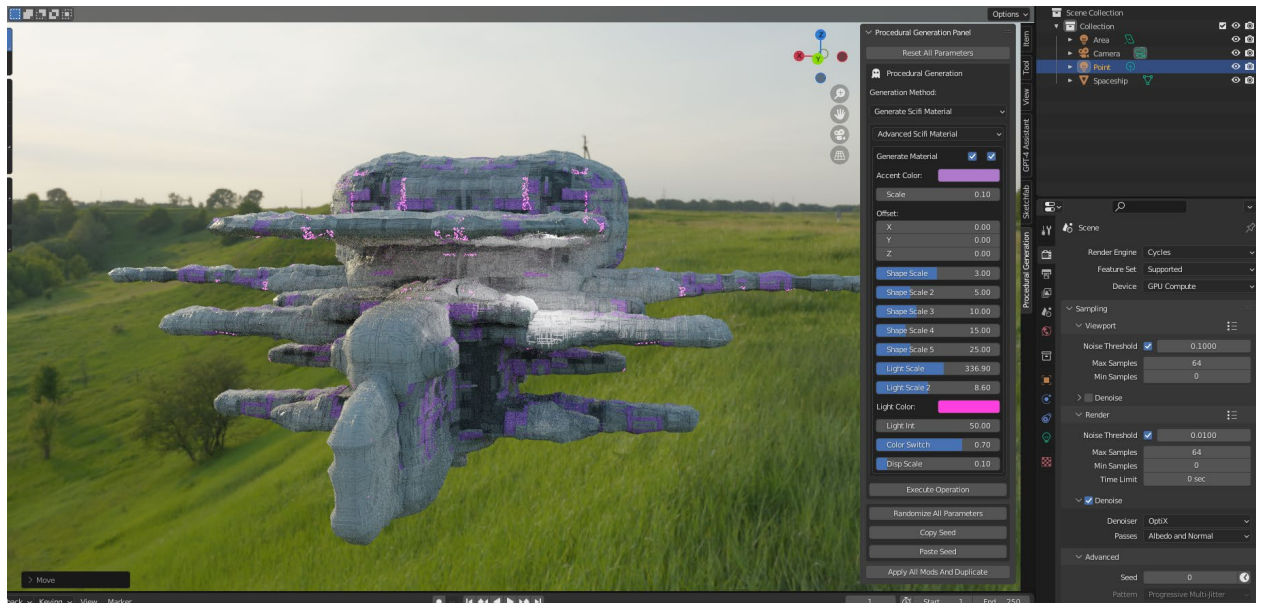 Options
Procedural Generation Panel
Reset All Parameters
Procedural Generation
Generation Method:
Generate Scifi Material
Advanced Scifi Material
Generate Material
Accent Color:
Scale 0.10
Offset:
X 0.00
Y 0.00
Z 0.00
Shape Scale 3.00
Shape Scale 2 5.00
Shape Scale 3 10.00
Shape Scale 4 15.00
Shape Scale 5 25.00
Light Scale 336.90
Light Scale 2 8.60
Light Color:
Light Int 50.00
Color Switch 0.70
Disp Scale 0.10
Execute Operation
Randomize All Parameters
Copy Seed
Paste Seed
Apply All Mods And Duplicate
Item
Tool
View
GPT-4 Assistant
Sketchfab
Procedural Generation
X
Y
Z
Move
back
Keying
View
Marker
1
Start 1
End 250
Scene Collection
Collection
Area
Camera
Point
Spaceship
Scene
Render Engine Cycles
Feature Set Supported
Device GPU Compute
Sampling
Viewport
Noise Threshold 0.1000
Max Samples 64
Min Samples 0
Denoise
Render
Noise Threshold 0.0100
Max Samples 64
Min Samples 0
Time Limit 0 sec
Denoise
Denoiser OptiX
Passes Albedo and Normal
Advanced
Seed 0
Pattern Progressive Multi-Jitter